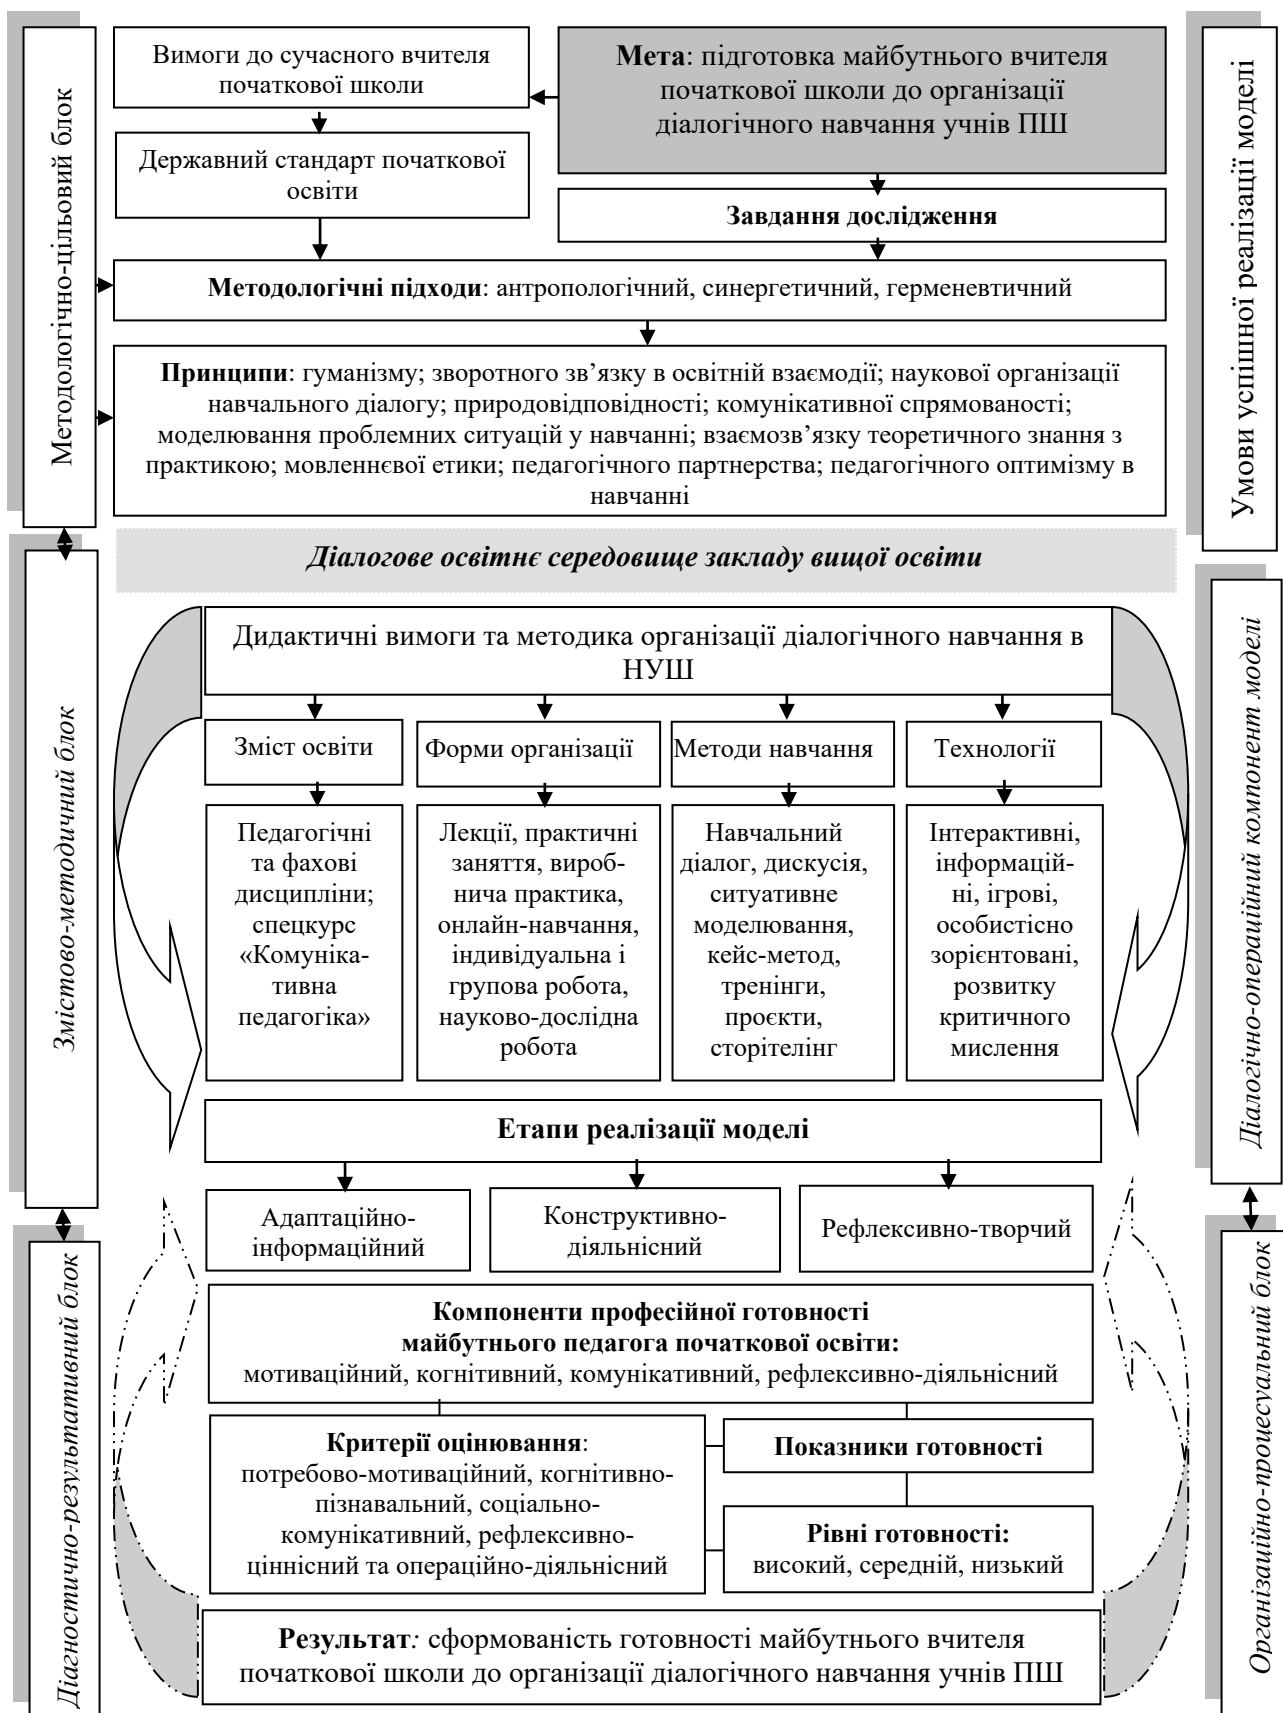 Методологічно-цільовий блок
Вимоги до сучасного вчителя
початкової школи
Мета: підготовка майбутнього вчителя
початкової школи до організації
діалогічного навчання учнів ПШ
Умови успішної реалізації моделі
Державний стандарт початкової
освіти
Завдання дослідження
Методологічні підходи: антропологічний, синергетичний, герменевтичний
Принципи: гуманізму; зворотного зв’язку в освітній взаємодії; наукової організації
навчального діалогу; природовідповідності; комунікативної спрямованості;
моделювання проблемних ситуацій у навчанні; взаємозв’язку теоретичного знання з
практикою; мовленнєвої етики; педагогічного партнерства; педагогічного оптимізму в
навчанні
Діалогове освітнє середовище закладу вищої освіти
Змістово-методичний блок
Дидактичні вимоги та методика організації діалогічного навчання в
НУШ
Діалогічно-операційний компонент моделі
Зміст освіти
Форми організації
Методи навчання
Технології
Педагогічні
та фахові
дисципліни;
спецкурс
«Комуніка-
тивна
педагогіка»
Лекції, практичні
заняття, вироб-
нича практика,
онлайн-навчання,
індивідуальна і
групова робота,
науково-дослідна
робота
Навчальний
діалог, дискусія,
ситуативне
моделювання,
кейс-метод,
тренінги,
проєкти,
сторітелінг
Інтерактивні,
інформацій-
ні, ігрові,
особистісно
зорієнтовані,
розвитку
критичного
мислення
Етапи реалізації моделі
Адаптаційно-
інформаційний
Конструктивно-
діяльнісний
Рефлексивно-творчий
Діагностично-результативний блок
Компоненти професійної готовності
майбутнього педагога початкової освіти:
мотиваційний, когнітивний, комунікативний, рефлексивно-діяльнісний
Організаційно-процесуальний блок
Критерії оцінювання:
потребово-мотиваційний, когнітивно-
пізнавальний, соціально-
комунікативний, рефлексивно-
ціннісний та операційно-діяльнісний
Показники готовності
Рівні готовності:
високий, середній, низький
Результат: сформованість готовності майбутнього вчителя
початкової школи до організації діалогічного навчання учнів ПШ